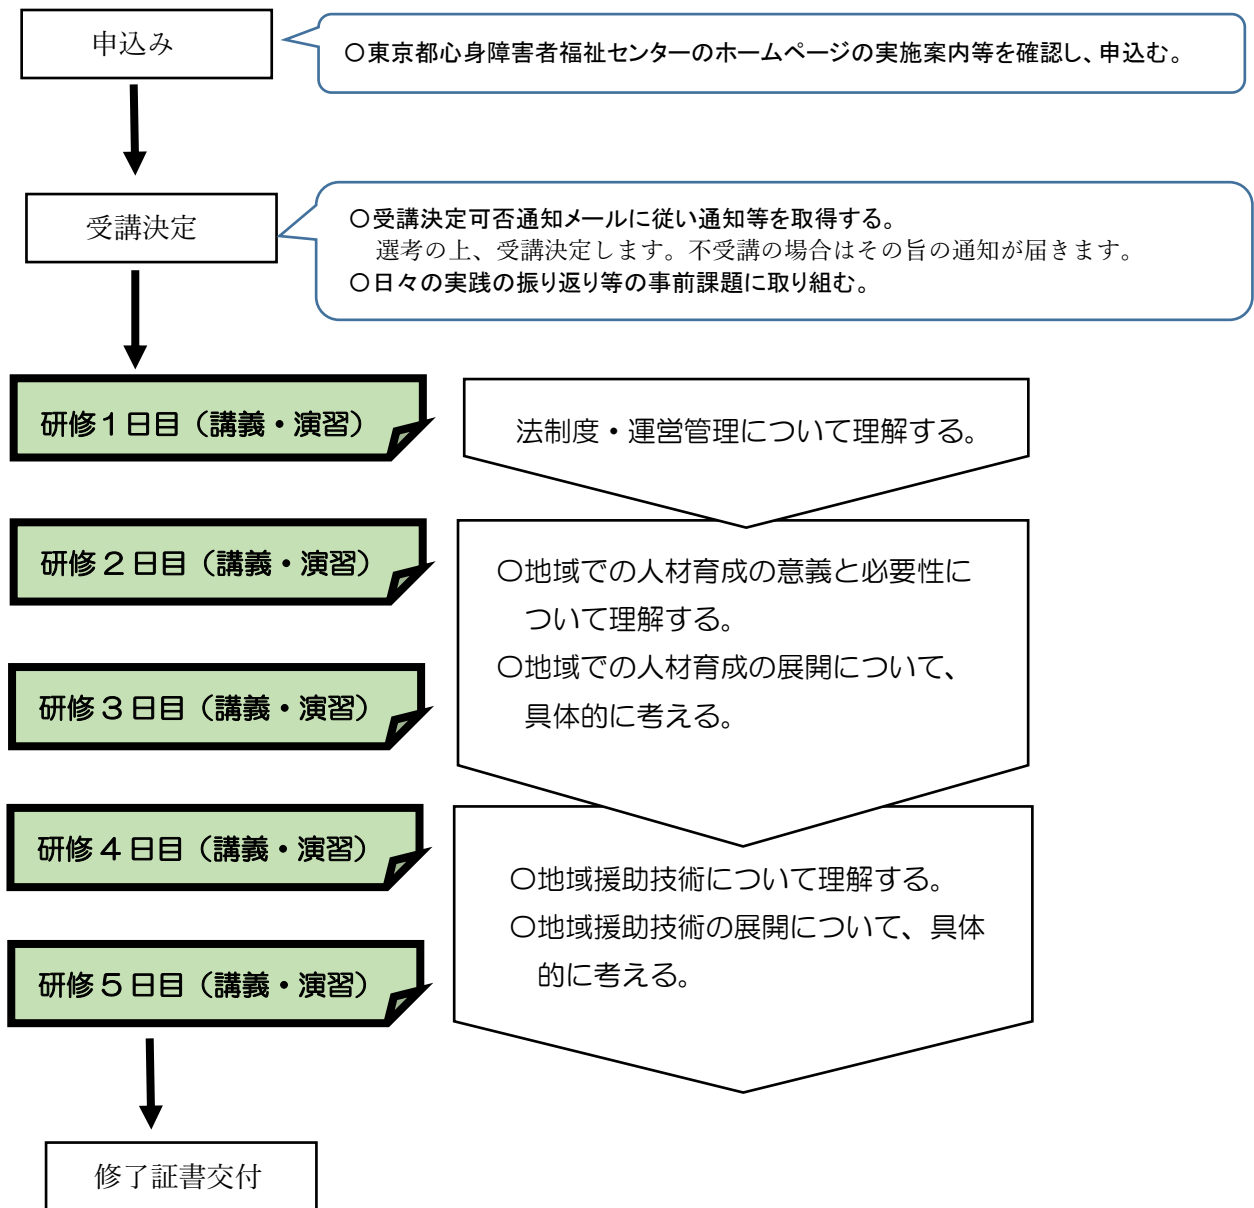 申込み
○東京都心身障害者福祉センターのホームページの実施案内等を確認し、申込む。
受講決定
○受講決定可否通知メールに従い通知等を取得する。
選考の上、受講決定します。不受講の場合はその旨の通知が届きます。
○日々の実践の振り返り等の事前課題に取り組む。
研修１日目（講義・演習）
法制度・運営管理について理解する。
研修２日目（講義・演習）
○地域での人材育成の意義と必要性に
ついて理解する。
○地域での人材育成の展開について、
具体的に考える。
研修３日目（講義・演習）
研修４日目（講義・演習）
○地域援助技術について理解する。
○地域援助技術の展開について、具体
的に考える。
研修５日目（講義・演習）
修了証書交付